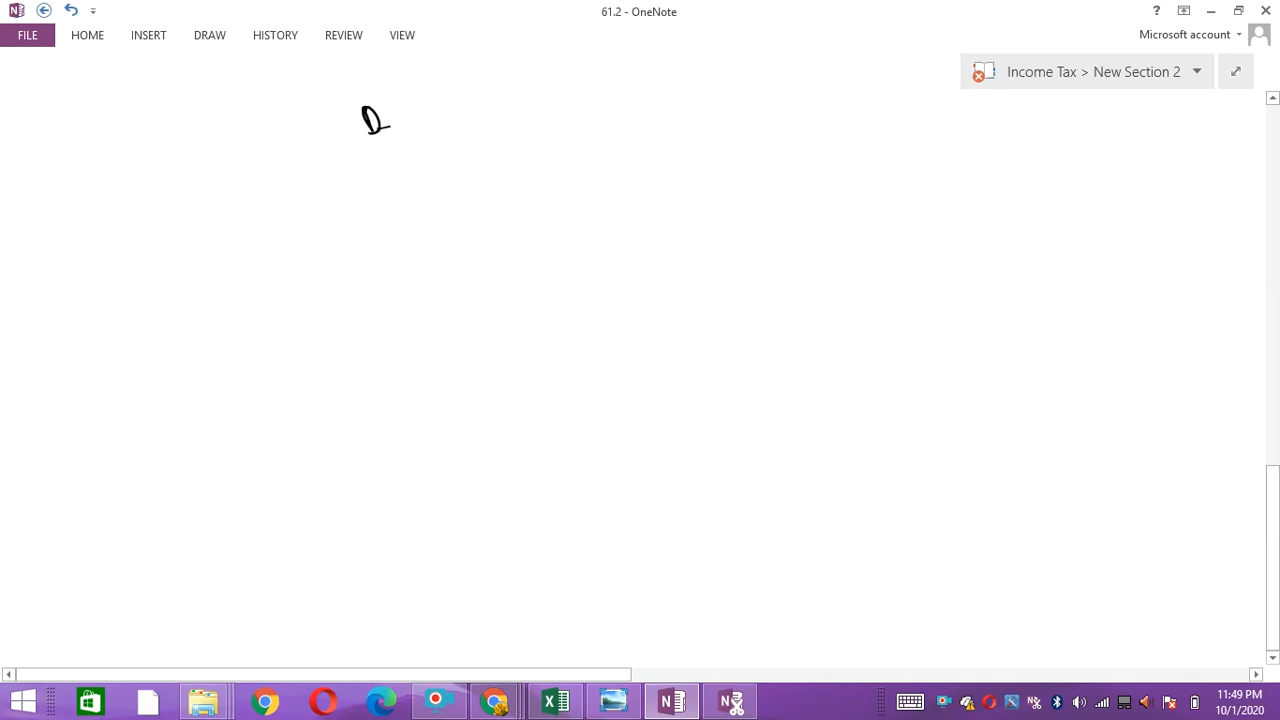 61.2 - OneNote
?
FILE HOME INSERT DRAW HISTORY REVIEW VIEW
Microsoft account
Income Tax > New Section 2
D
11:49 PM
10/1/2020